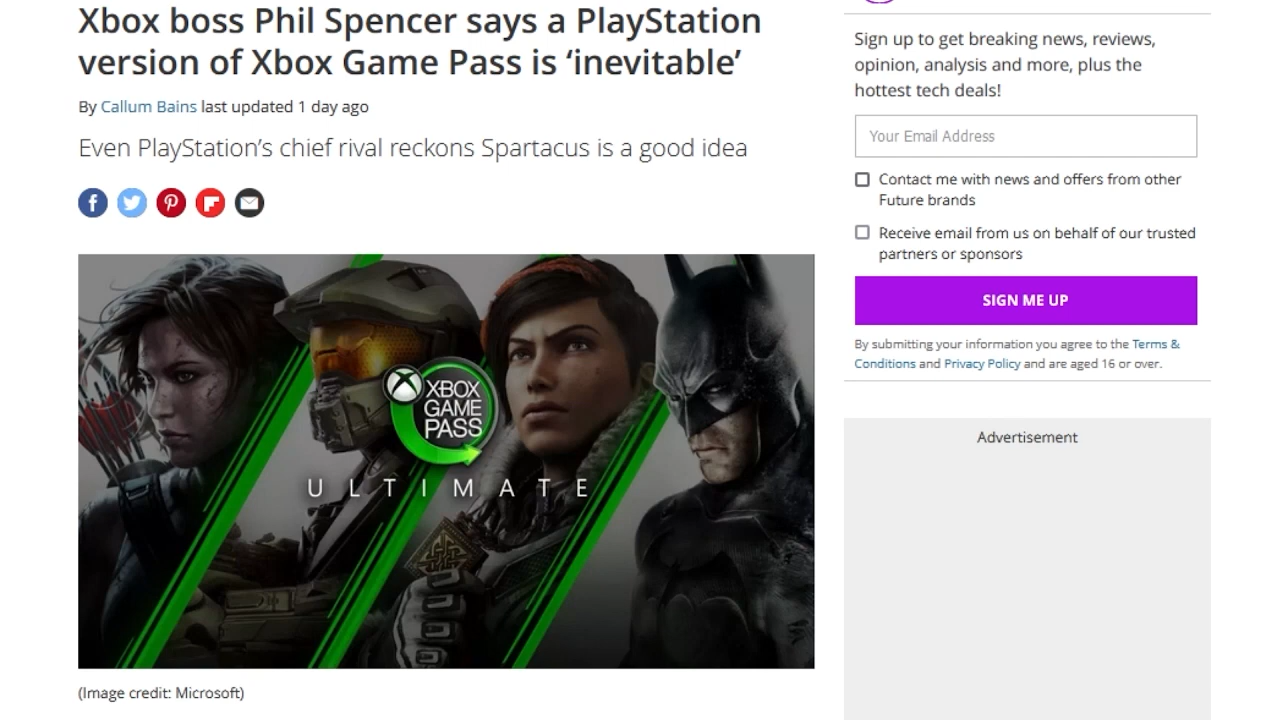 Xbox boss Phil Spencer says a PlayStation
version of Xbox Game Pass is ‘inevitable’
By Callum Bains last updated 1 day ago
Even PlayStation’s chief rival reckons Spartacus is a good idea
XBOX
GAME
PASS
ULTIMATE
(Image credit: Microsoft)
Sign up to get breaking news, reviews,
opinion, analysis and more, plus the
hottest tech deals!
Your Email Address
Contact me with news and offers from other
Future brands
Receive email from us on behalf of our trusted
partners or sponsors
SIGN ME UP
By submitting your information you agree to the Terms &
Conditions and Privacy Policy and are aged 16 or over.
Advertisement